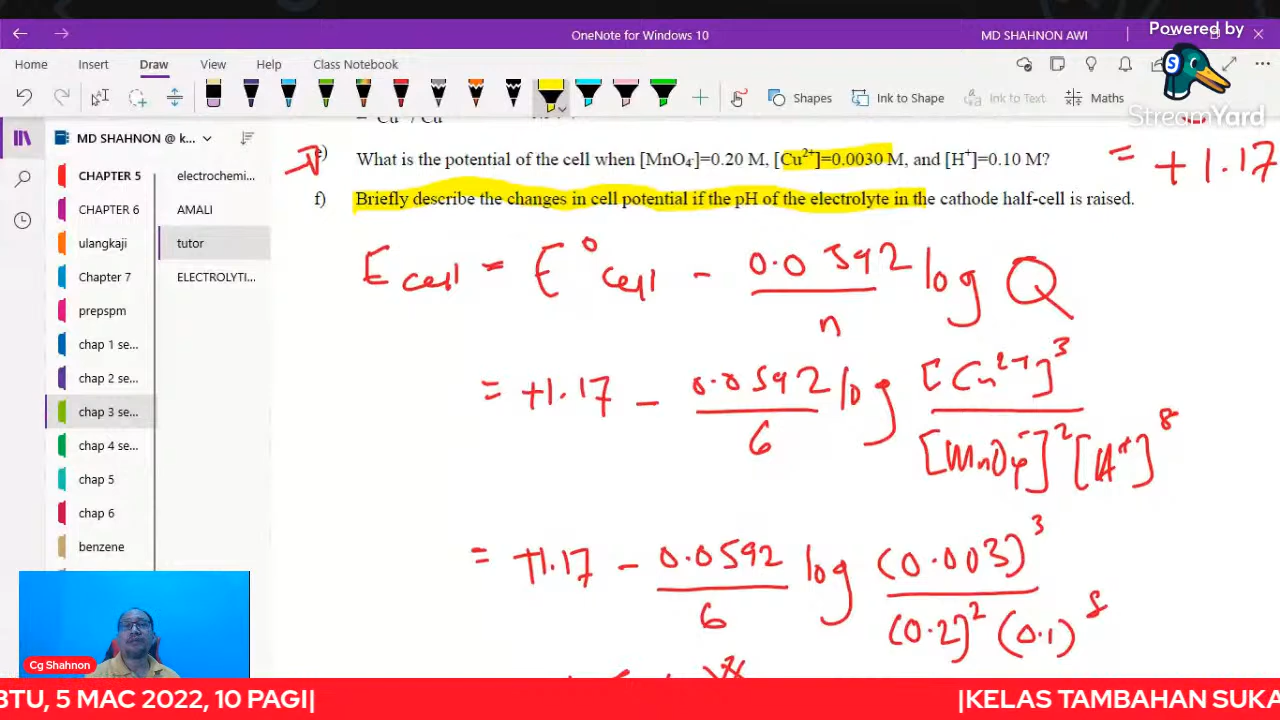 Powered by
StreamYard
OneNote for Windows 10
MD SHAHNON AWI
Home Insert Draw View Help Class Notebook
Shapes Ink to Shape Ink to Text Maths
MD SHAHNON @ k...
CHAPTER 5
CHAPTER 6
ulangkaji
Chapter 7
prepspm
chap 1 se...
chap 2 se...
chap 3 se...
chap 4 se...
chap 5
chap 6
benzene
electrochemi...
AMALI
tutor
ELECTROLYTI...
e) What is the potential of the cell when [MnO₄⁻]=0.20 M, [Cu²⁺]=0.0030 M, and [H⁺]=0.10 M?
= +1.17
f) Briefly describe the changes in cell potential if the pH of the electrolyte in the cathode half-cell is raised.
E cell = E⁰ cell - 0.0592/n log Q
= +1.17 - 0.0592/6 log [Cu²⁺]³/[MnO₄⁻]²[H⁺]⁸
= +1.17 - 0.0592/6 log (0.003)³/(0.2)²(0.1)⁸
Cg Shahnon
BTU, 5 MAC 2022, 10 PAGI| |KELAS TAMBAHAN SUKA